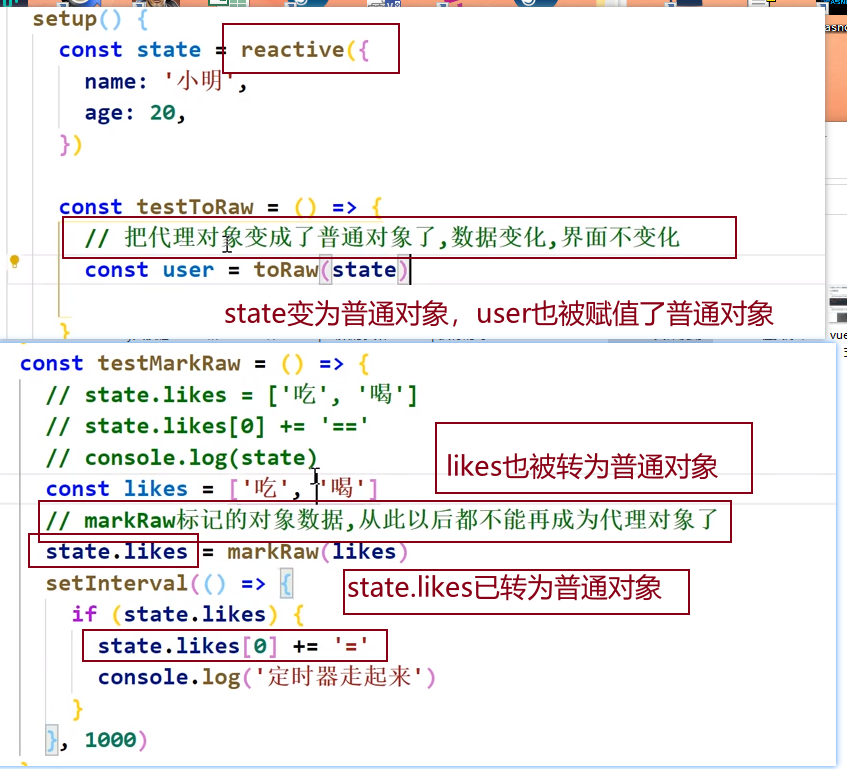 setup() {
const state = reactive({
name: '小明',
age: 20,
})
const testToRaw = () => {
// 把代理对象变成了普通对象了,数据变化,界面不变化
const user = toRaw(state)
state变为普通对象，user也被赋值了普通对象
}
const testMarkRaw = () => {
// state.likes = ['吃', '喝']
// state.likes[0] += '=='
// console.log(state)
likes也被转为普通对象
const likes = ['吃', '喝']
// markRaw标记的对象数据,从此以后都不能再成为代理对象了
state.likes = markRaw(likes)
setInterval(() => {
state.likes已转为普通对象
if (state.likes) {
state.likes[0] += '='
console.log('定时器走起来')
}
}, 1000)